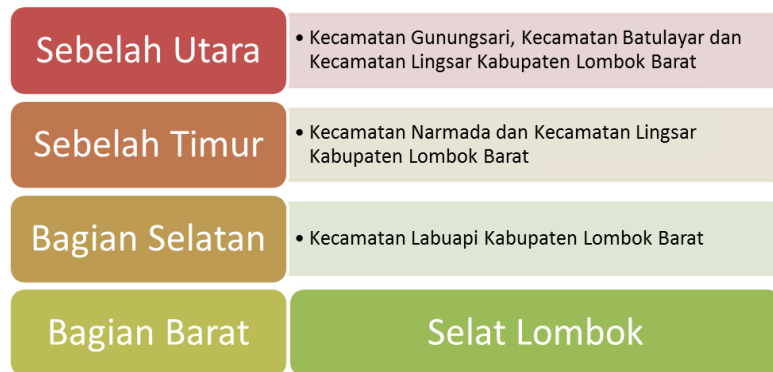 Sebelah Utara
• Kecamatan Gunungsari, Kecamatan Batulayar dan
Kecamatan Lingsar Kabupaten Lombok Barat
Sebelah Timur
• Kecamatan Narmada dan Kecamatan Lingsar
Kabupaten Lombok Barat
Bagian Selatan
• Kecamatan Labuapi Kabupaten Lombok Barat
Bagian Barat
Selat Lombok